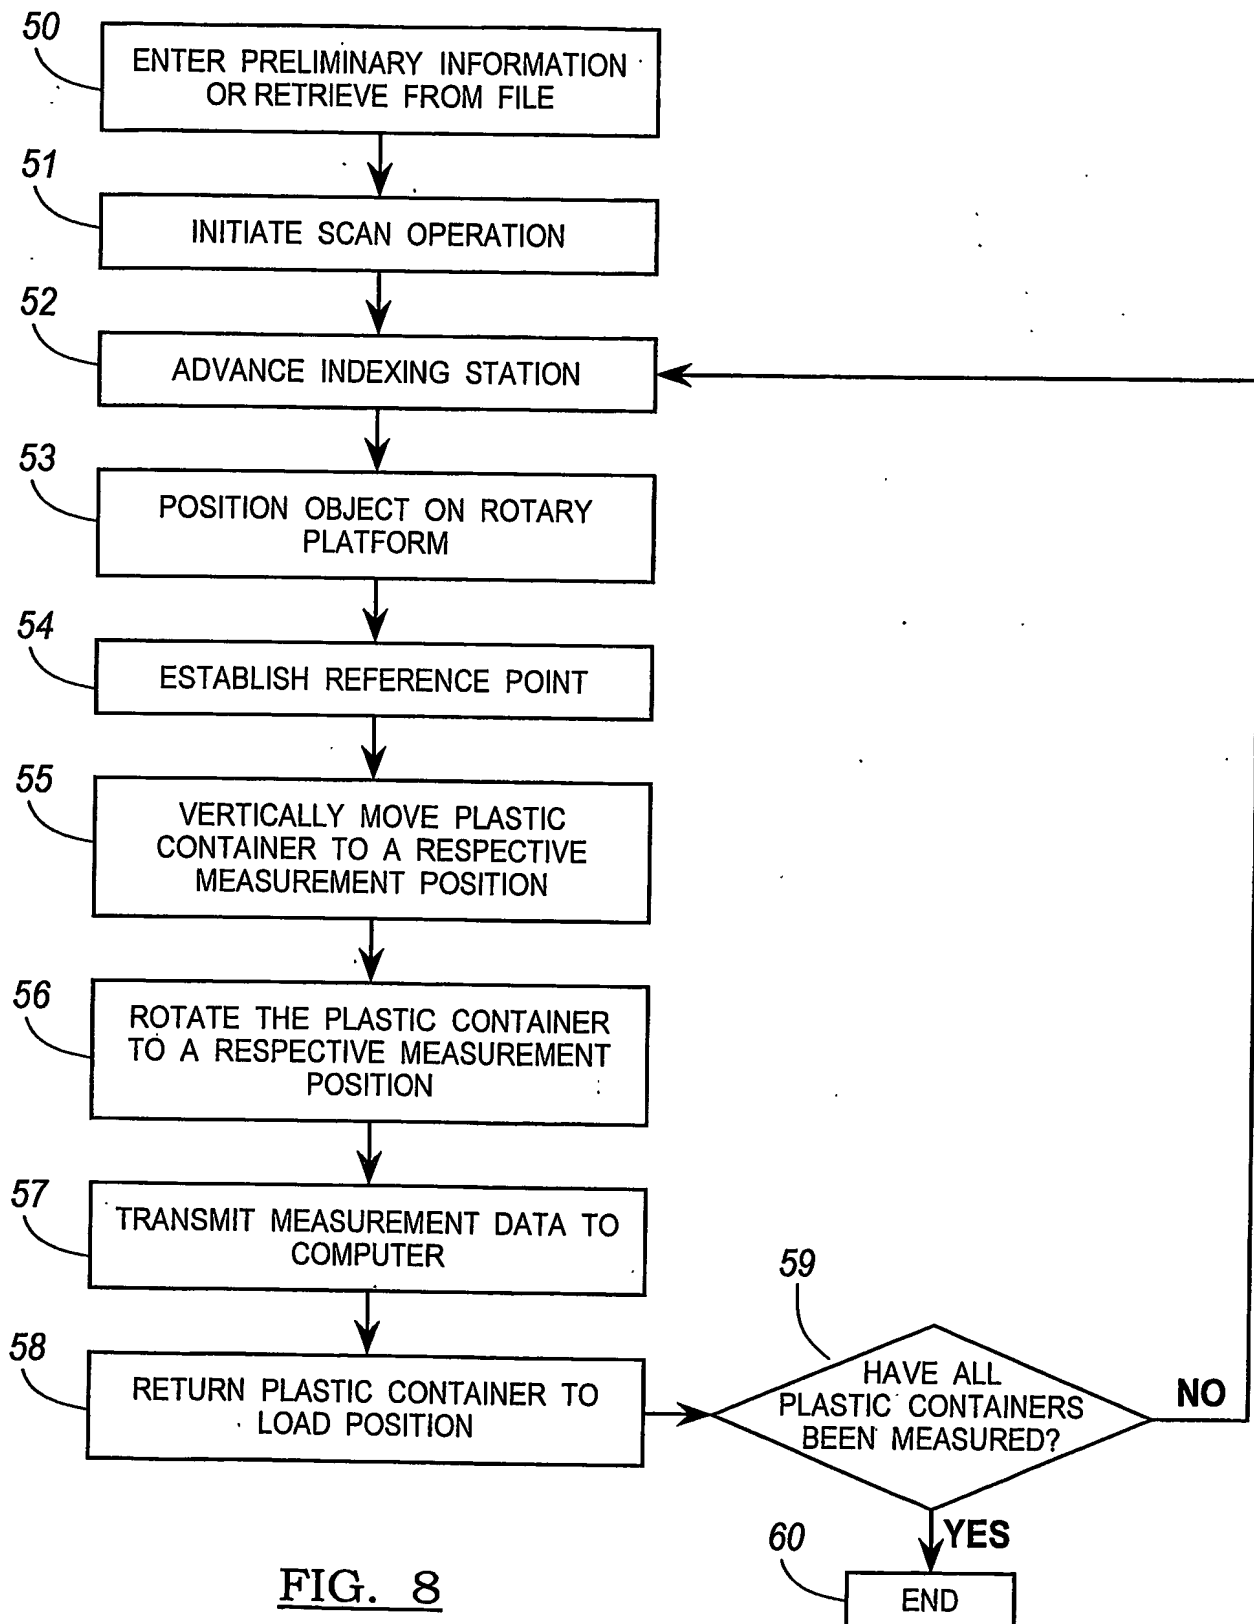 50
ENTER PRELIMINARY INFORMATION
OR RETRIEVE FROM FILE
51
INITIATE SCAN OPERATION
52
ADVANCE INDEXING STATION
53
POSITION OBJECT ON ROTARY
PLATFORM
54
ESTABLISH REFERENCE POINT
55
VERTICALLY MOVE PLASTIC
CONTAINER TO A RESPECTIVE
MEASUREMENT POSITION
56
ROTATE THE PLASTIC CONTAINER
TO A RESPECTIVE MEASUREMENT
POSITION
57
TRANSMIT MEASUREMENT DATA TO
COMPUTER
58
RETURN PLASTIC CONTAINER TO
LOAD POSITION
59
HAVE ALL
PLASTIC CONTAINERS
BEEN MEASURED?
NO
YES
60
END
FIG. 8